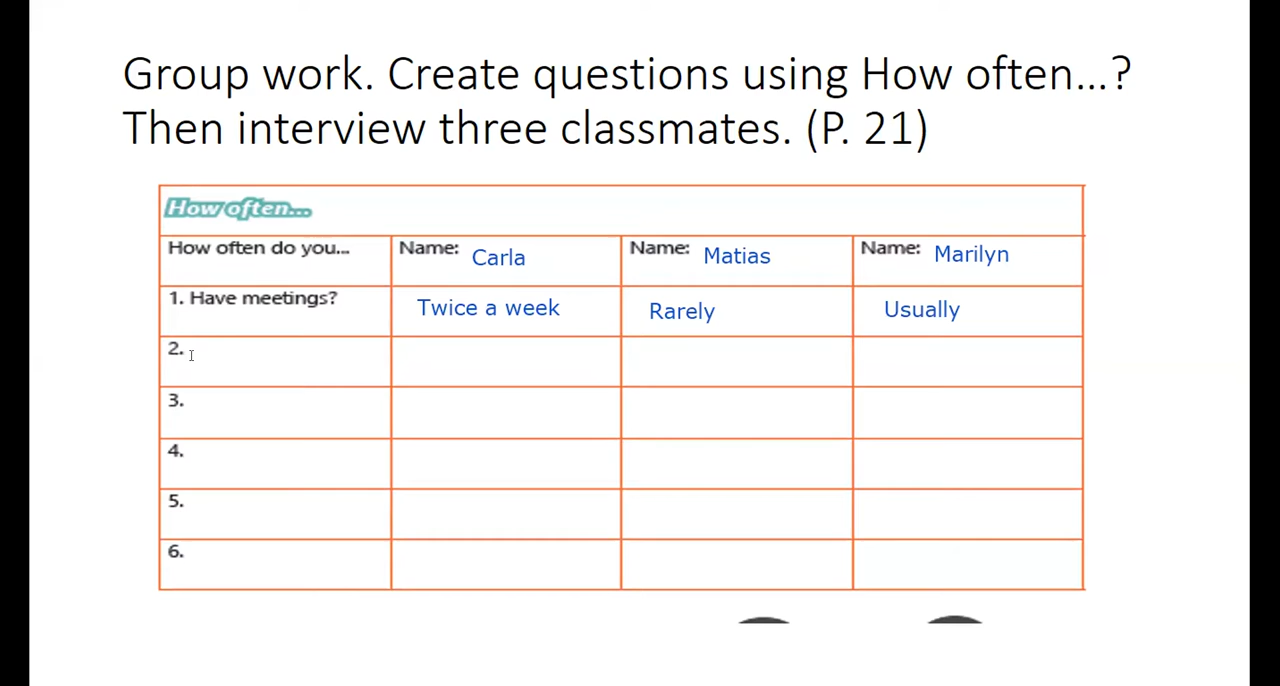 Group work. Create questions using How often...?
Then interview three classmates. (P. 21)
How often...
How often do you... Name: Carla Name: Matias Name: Marilyn
1. Have meetings? Twice a week Rarely Usually
2.
3.
4.
5.
6.